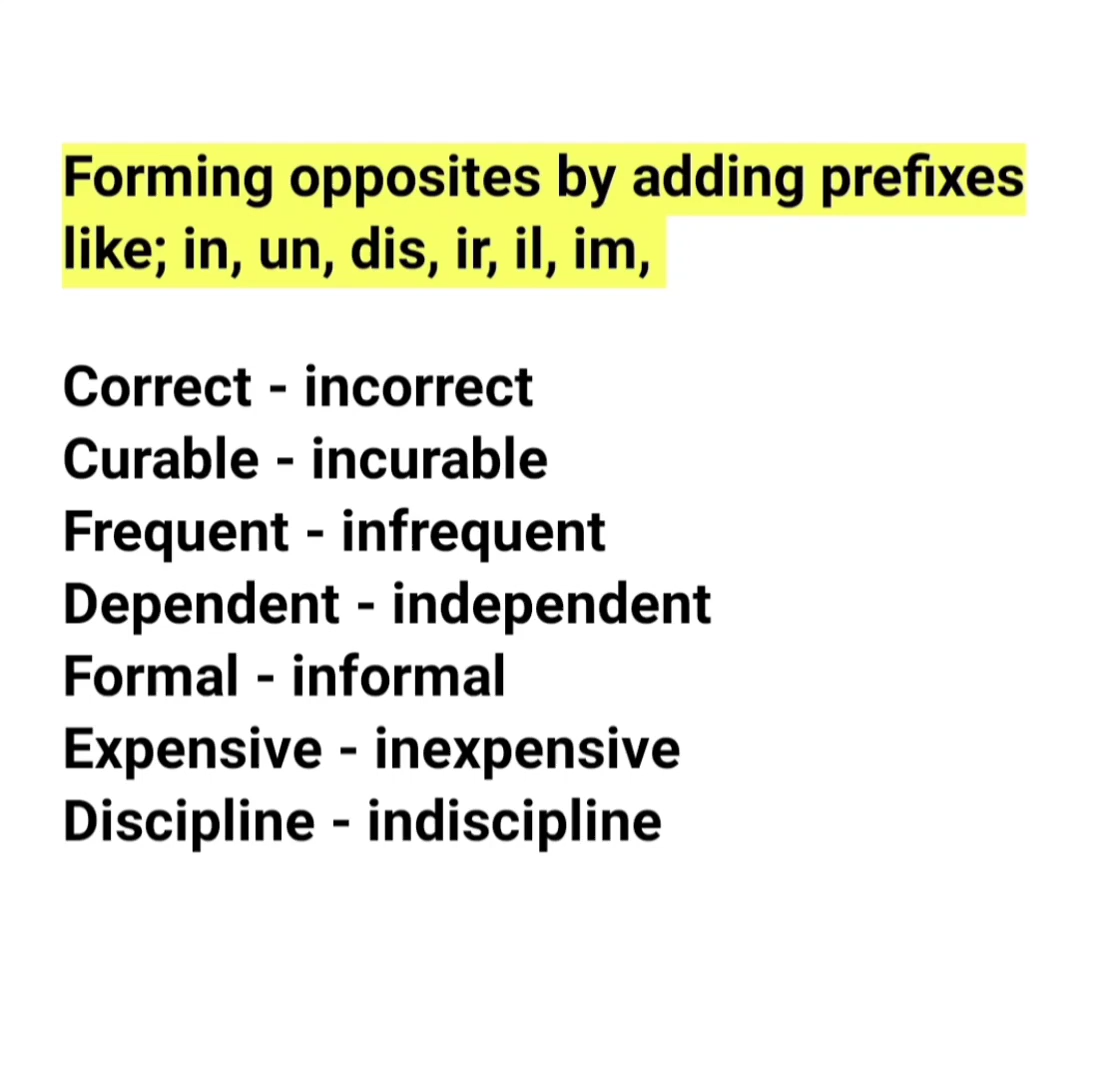 Forming opposites by adding prefixes
like; in, un, dis, ir, il, im,
Correct - incorrect
Curable - incurable
Frequent - infrequent
Dependent - independent
Formal - informal
Expensive - inexpensive
Discipline - indiscipline